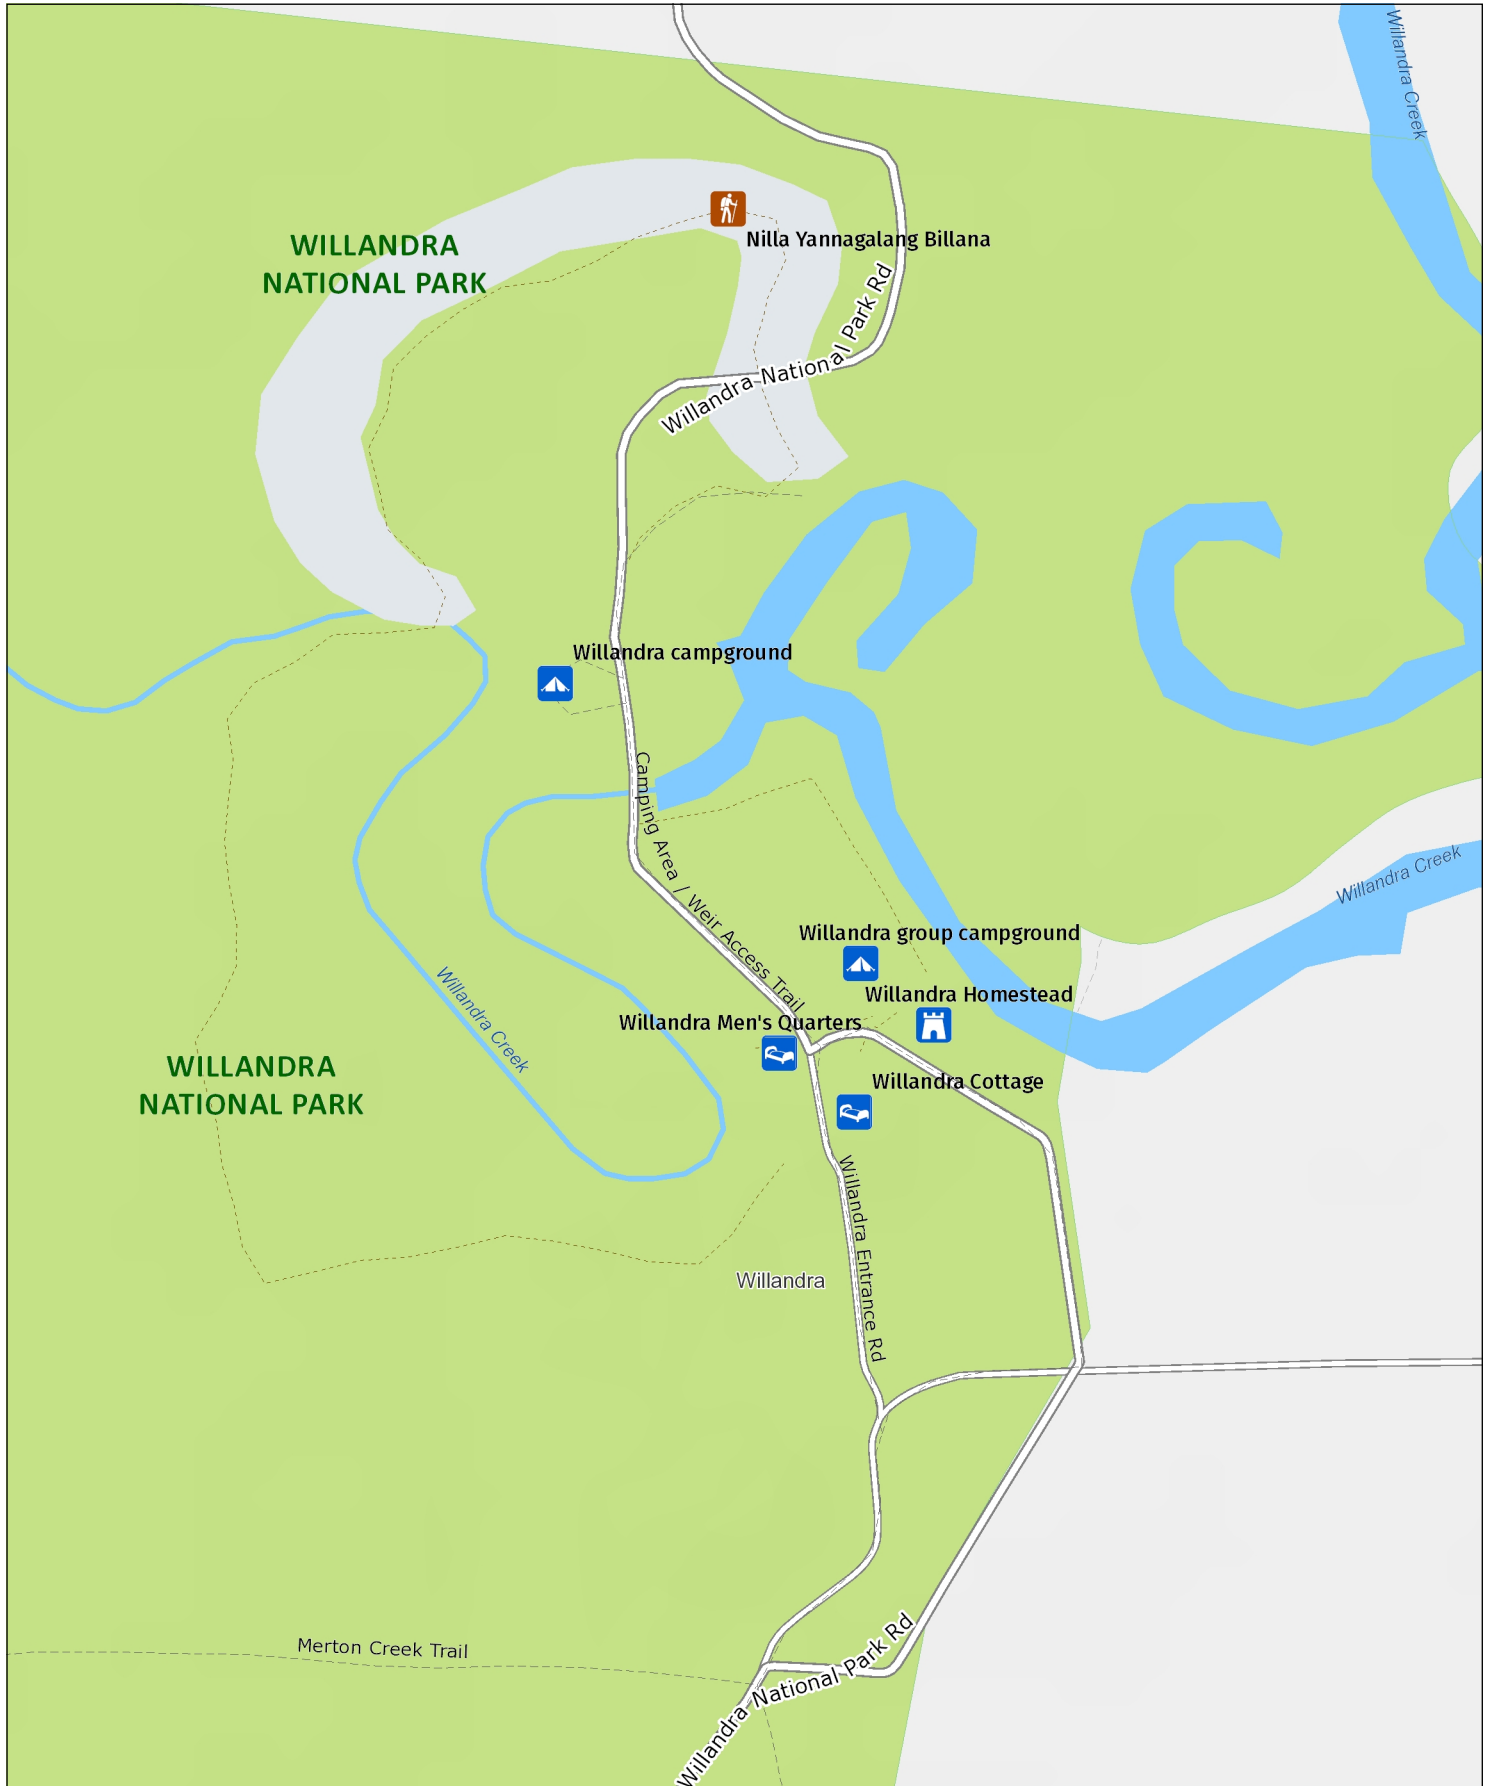 Willandra Creek
WILLANDRA
NATIONAL PARK
Nilla Yannagalang Billana
Willandra National Park Rd
Willandra campground
Camping Area / Weir Access Trail
Willandra Creek
Willandra group campground
Willandra Homestead
Willandra Creek
Willandra Men's Quarters
WILLANDRA
NATIONAL PARK
Willandra Cottage
Willandra Entrance Rd
Willandra
Merton Creek Trail
Willandra National Park Rd